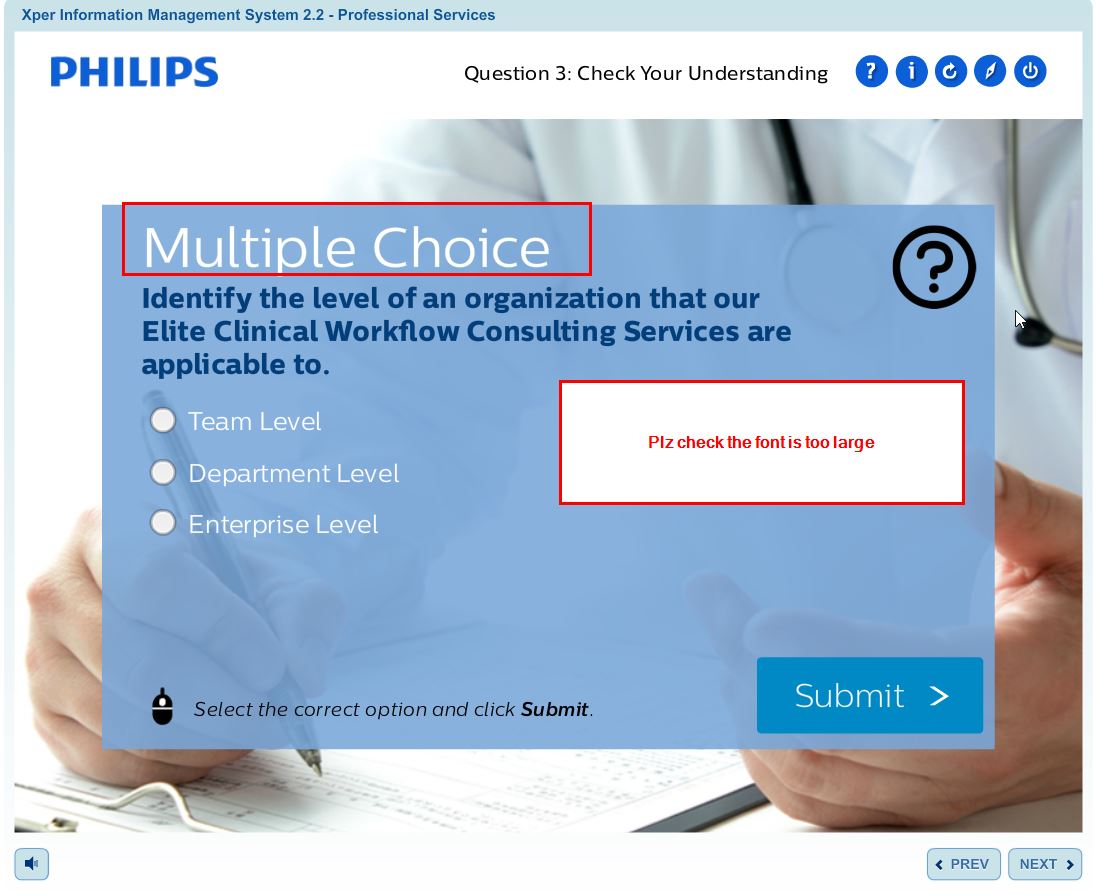 Xper Information Management System 2.2 - Professional Services
PHILIPS
Question 3: Check Your Understanding
Multiple Choice
Identify the level of an organization that our
Elite Clinical Workflow Consulting Services are
applicable to.
Team Level
Department Level
Enterprise Level
Plz check the font is too large
Select the correct option and click Submit.
Submit >
PREV
NEXT